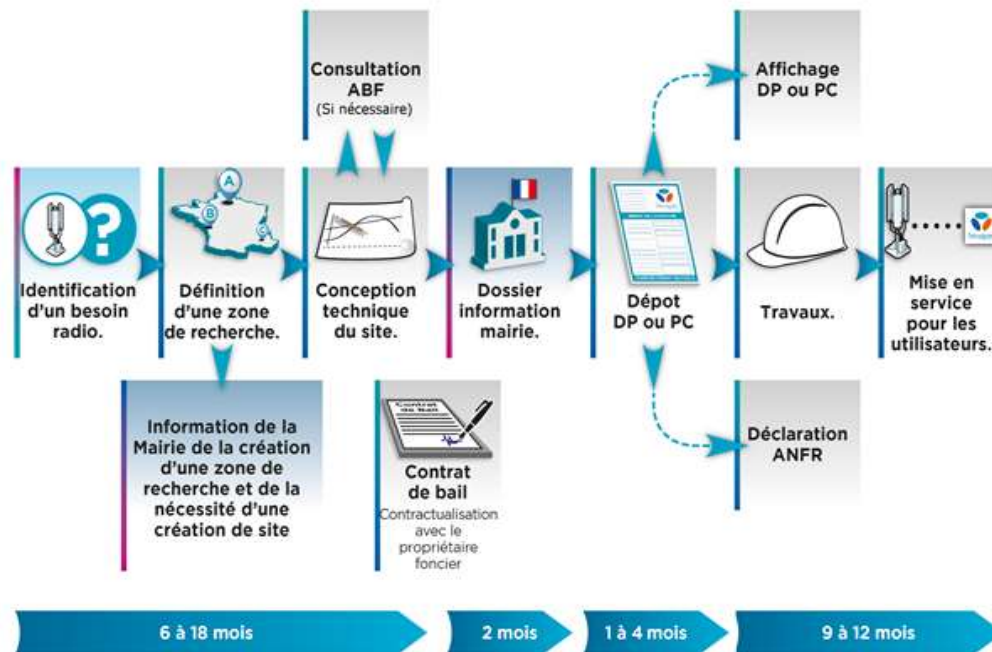 Consultation
ABF
(Si nécessaire)
Affichage
DP ou PC
A
B
C
?
Identification
d'un besoin
radio.
Définition
d'une zone
de recherche.
Conception
technique
du site.
Dossier
information
mairie.
Dépot
DP ou PC
Travaux.
Mise en
service
pour les
utilisateurs.
Information de la
Mairie de la création
d'une zone de
recherche et de la
nécessité d'une
création de site
Contrat
de Bail
Contrat
de bail
Contractualisation
avec le
propriétaire
foncier
Déclaration
ANFR
6 à 18 mois
2 mois
1 à 4 mois
9 à 12 mois